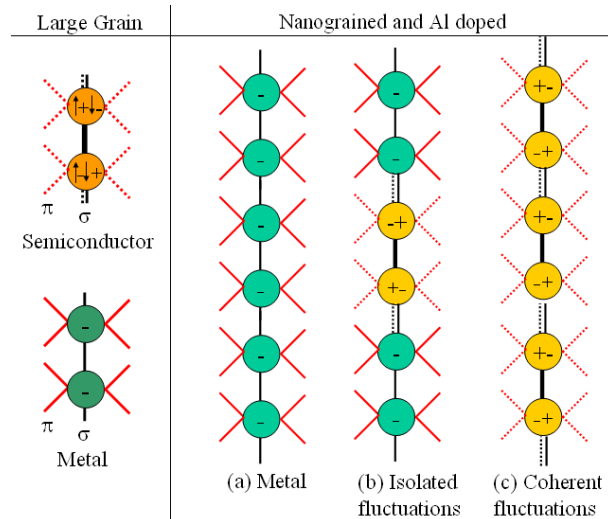 Large Grain
Nanograined and Al doped
+ -
- +
π σ
Semiconductor
-
-
π σ
Metal
-
-
-
-
-
-
(a) Metal
-
-
-+
+-
-
-
(b) Isolated
fluctuations
+-
-+
+-
-+
+-
-+
(c) Coherent
fluctuations